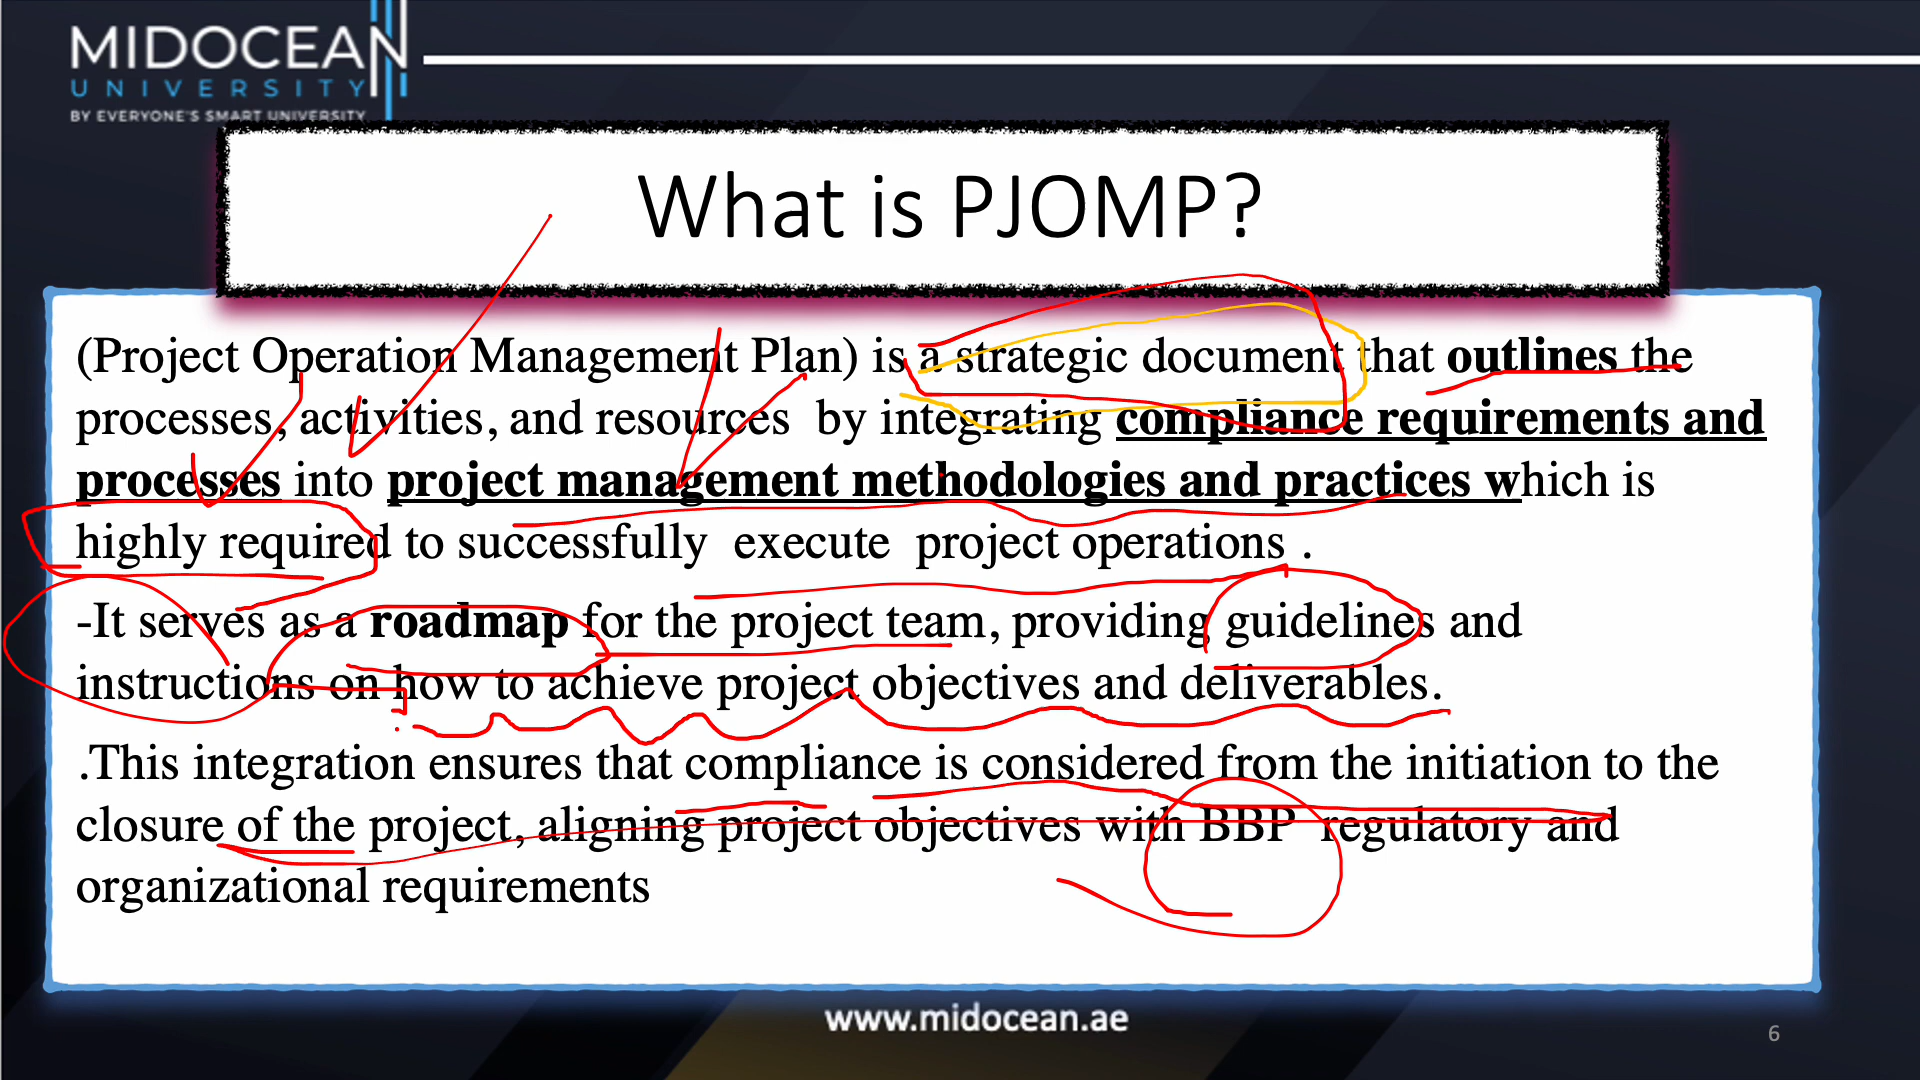 MIDOCEAN
UNIVERSITY
BY EVERYONE'S SMART UNIVERSITY
What is PJOMP?
(Project Operation Management Plan) is a strategic document that outlines the
processes, activities, and resources by integrating compliance requirements and
processes into project management methodologies and practices which is
highly required to successfully execute project operations .
-It serves as a roadmap for the project team, providing guidelines and
instructions on how to achieve project objectives and deliverables.
.This integration ensures that compliance is considered from the initiation to the
closure of the project, aligning project objectives with BBP regulatory and
organizational requirements
www.midocean.ae
6